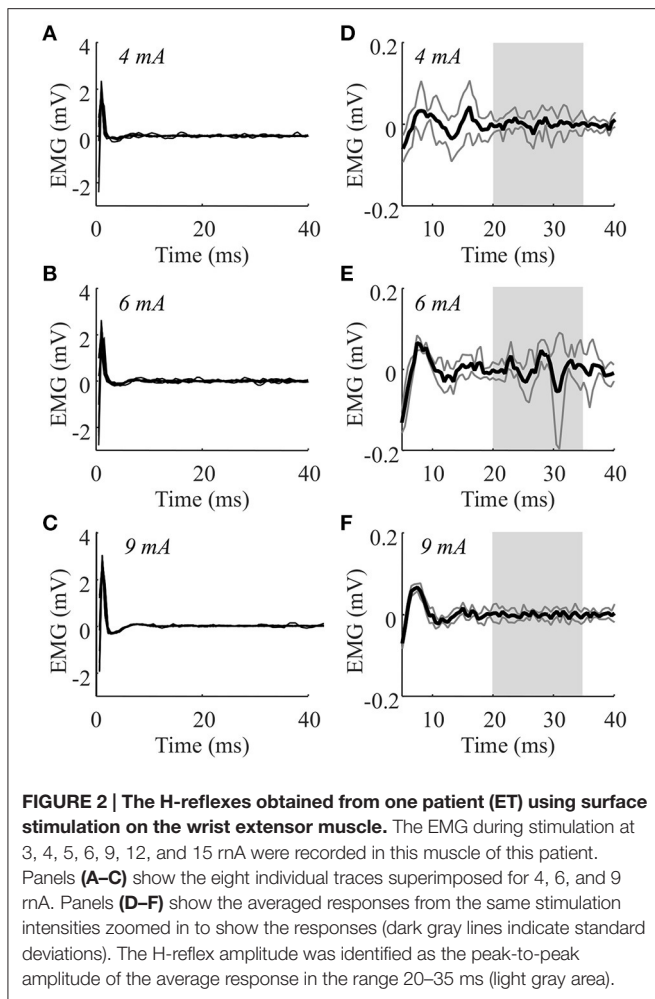 A
4 mA
EMG (mV)
4
2
0
-2
0
20
40
Time (ms)
D
4 mA
EMG (mV)
0.2
0
-0.2
10
20
30
40
Time (ms)
B
6 mA
EMG (mV)
4
2
0
-2
0
20
40
Time (ms)
E
6 mA
EMG (mV)
0.2
0
-0.2
10
20
30
40
Time (ms)
C
9 mA
EMG (mV)
4
2
0
-2
0
20
40
Time (ms)
F
9 mA
EMG (mV)
0.2
0
-0.2
10
20
30
40
Time (ms)
FIGURE 2 | The H-reflexes obtained from one patient (ET) using surface
stimulation on the wrist extensor muscle. The EMG during stimulation at
3, 4, 5, 6, 9, 12, and 15 rnA were recorded in this muscle of this patient.
Panels (A–C) show the eight individual traces superimposed for 4, 6, and 9
rnA. Panels (D–F) show the averaged responses from the same stimulation
intensities zoomed in to show the responses (dark gray lines indicate standard
deviations). The H-reflex amplitude was identified as the peak-to-peak
amplitude of the average response in the range 20–35 ms (light gray area).